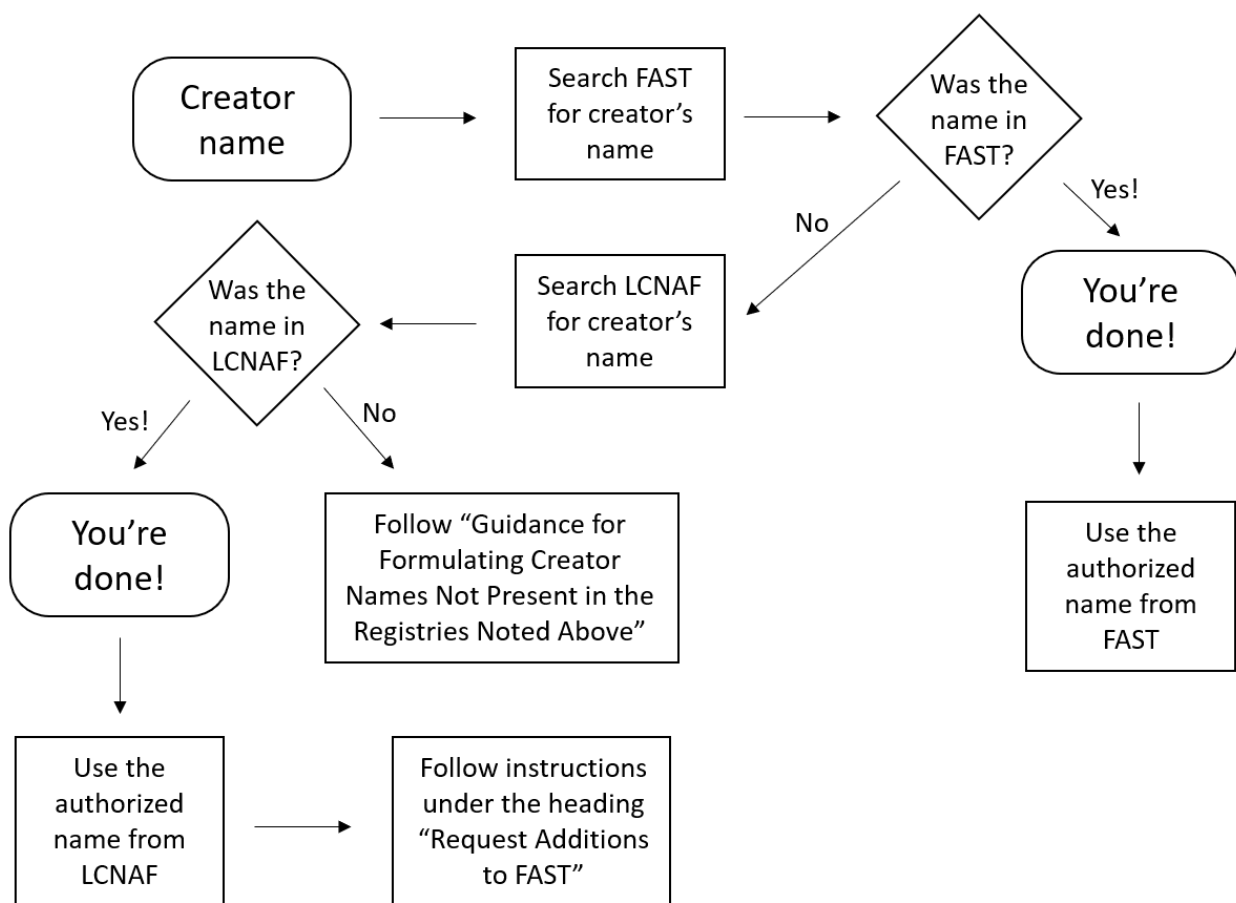 Creator
name
Search FAST
for creator’s
name
Was the
name in
FAST?
Yes!
No
You’re
done!
Use the
authorized
name from
FAST
Search LCNAF
for creator’s
name
Was the
name in
LCNAF?
Yes!
No
You’re
done!
Follow “Guidance for
Formulating Creator
Names Not Present in the
Registries Noted Above”
Use the
authorized
name from
LCNAF
Follow instructions
under the heading
“Request Additions
to FAST”